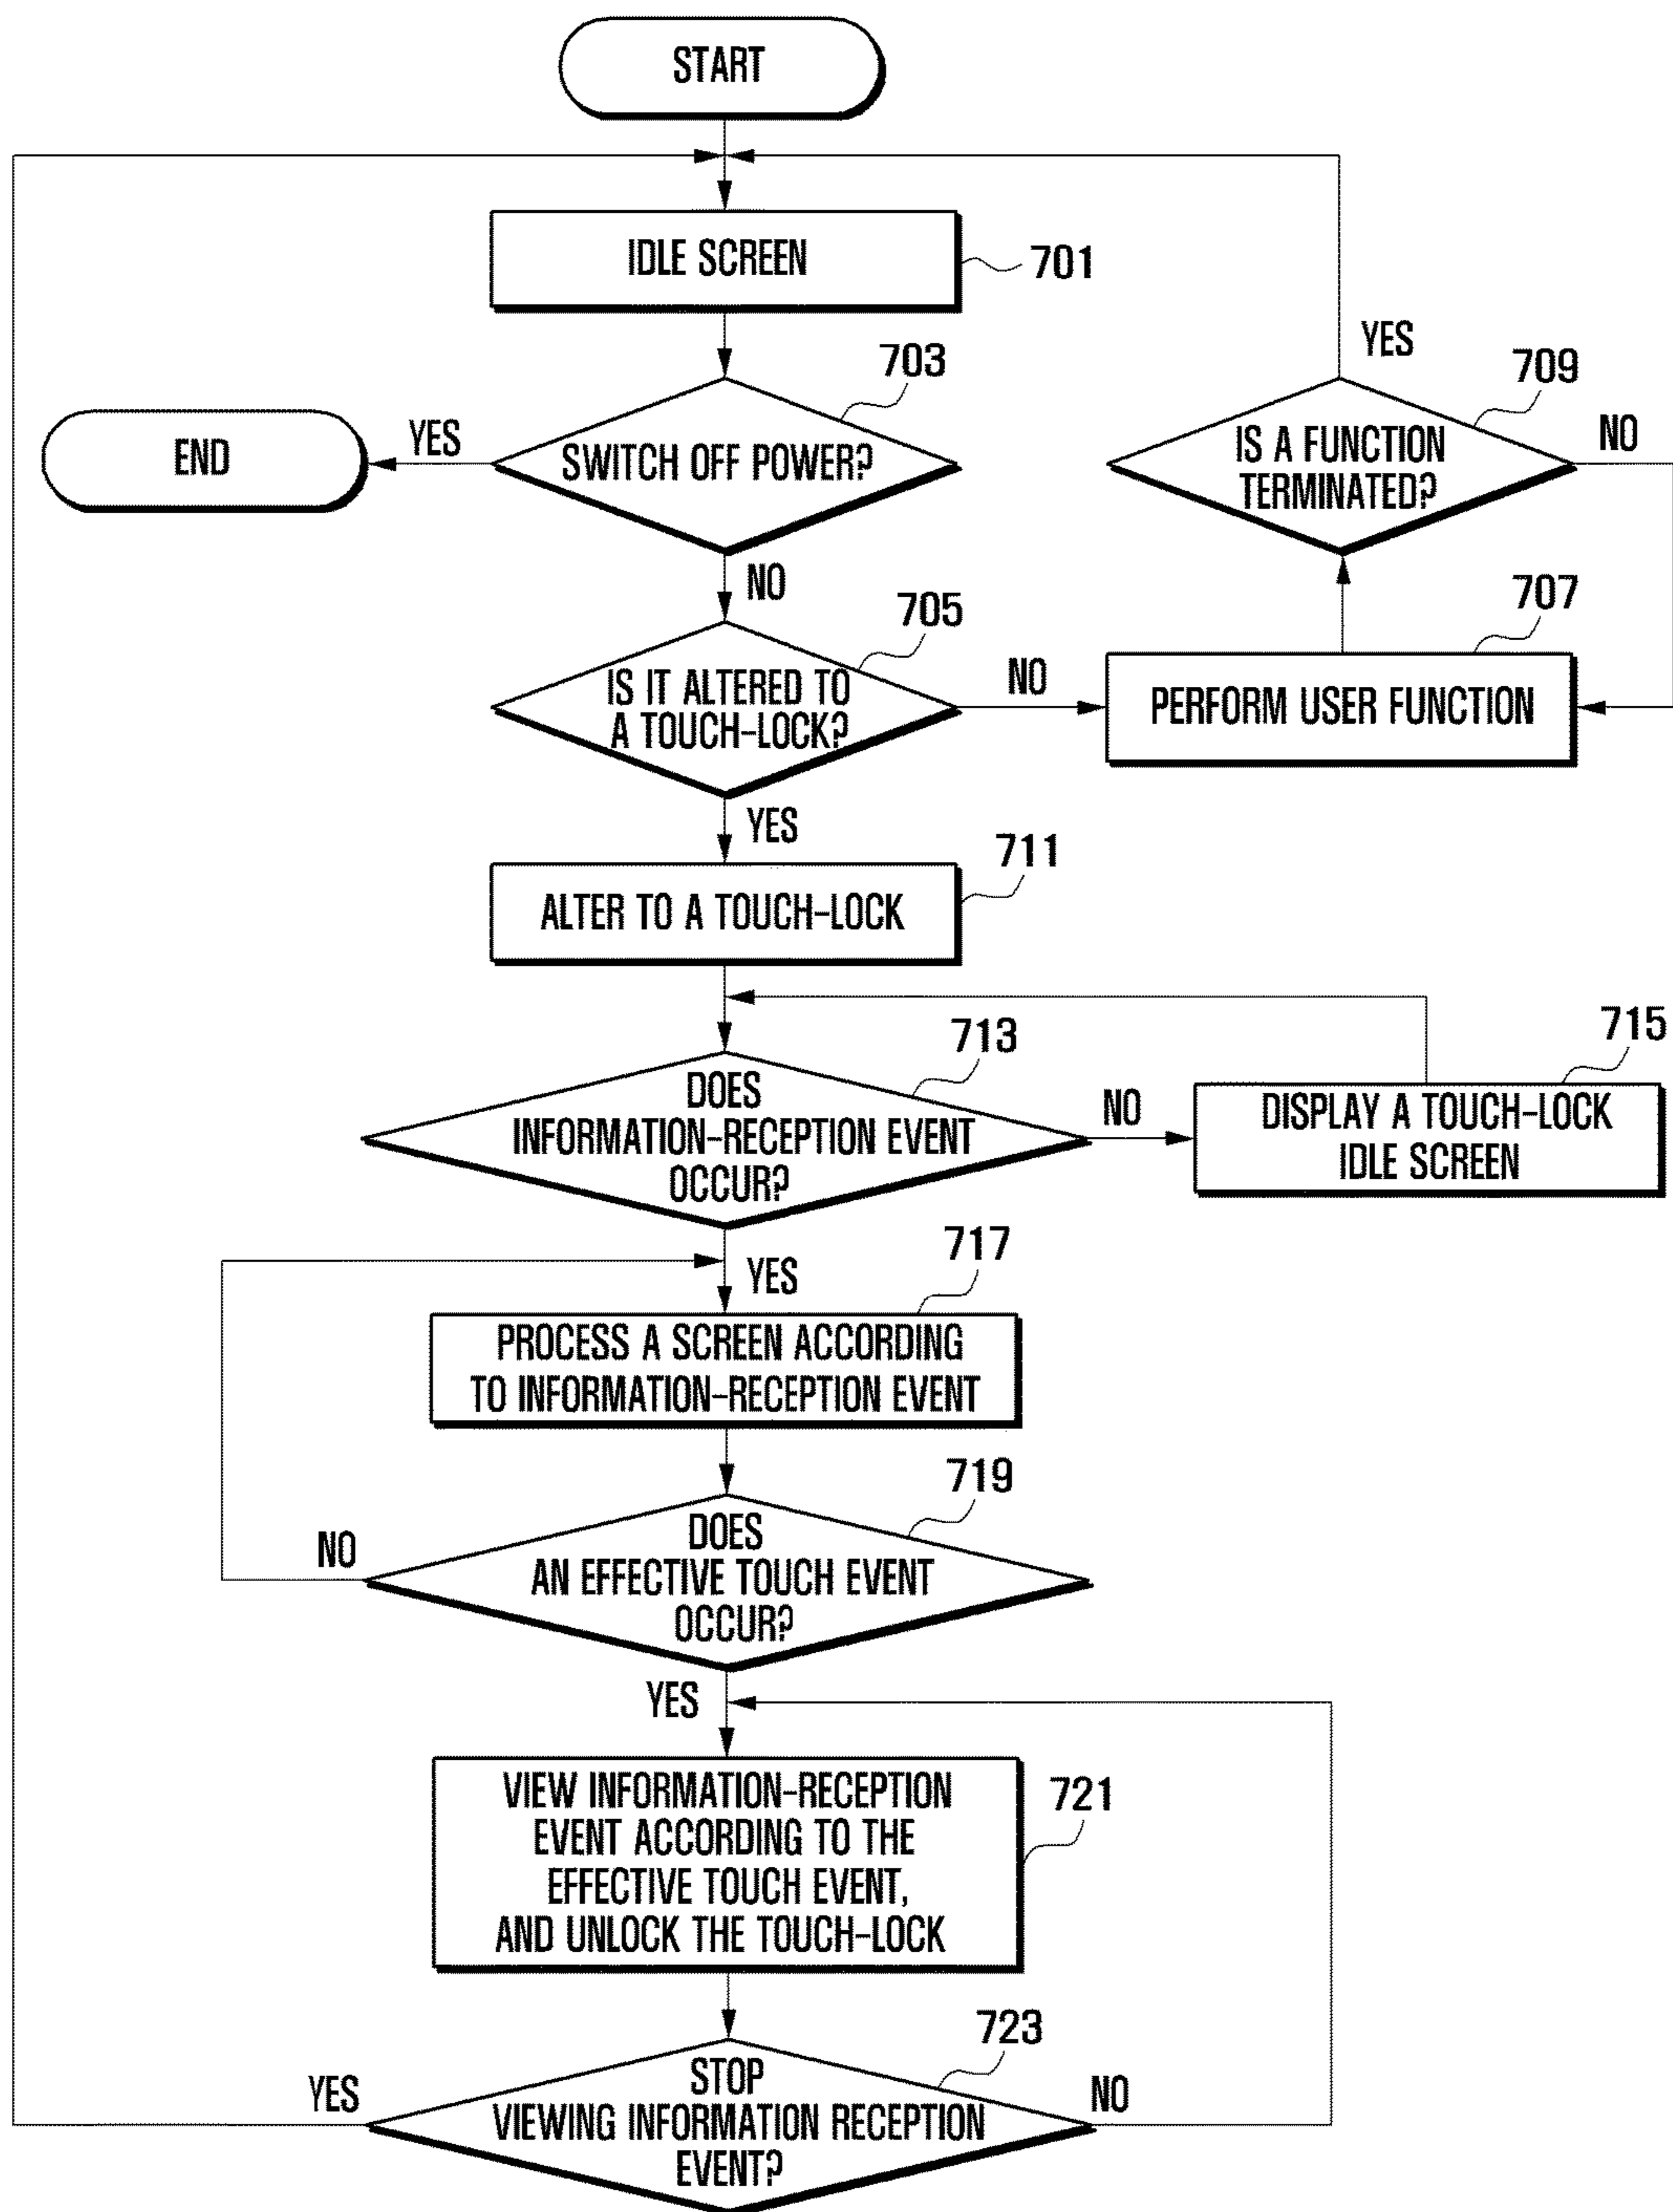 START
IDLE SCREEN
701
703
SWITCH OFF POWER?
YES
END
NO
YES
709
IS A FUNCTION
TERMINATED?
NO
705
IS IT ALTERED TO
A TOUCH-LOCK?
NO
707
PERFORM USER FUNCTION
YES
711
ALTER TO A TOUCH-LOCK
713
DOES
INFORMATION-RECEPTION EVENT
OCCUR?
NO
715
DISPLAY A TOUCH-LOCK
IDLE SCREEN
YES
717
PROCESS A SCREEN ACCORDING
TO INFORMATION-RECEPTION EVENT
719
DOES
AN EFFECTIVE TOUCH EVENT
OCCUR?
NO
YES
VIEW INFORMATION-RECEPTION
EVENT ACCORDING TO THE
EFFECTIVE TOUCH EVENT,
AND UNLOCK THE TOUCH-LOCK
721
723
STOP
VIEWING INFORMATION RECEPTION
EVENT?
YES
NO